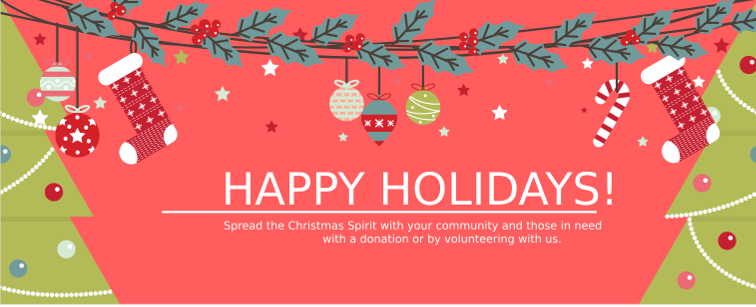 HAPPY HOLIDAYS!
Spread the Christmas Spirit with your community and those in need
with a donation or by volunteering with us.